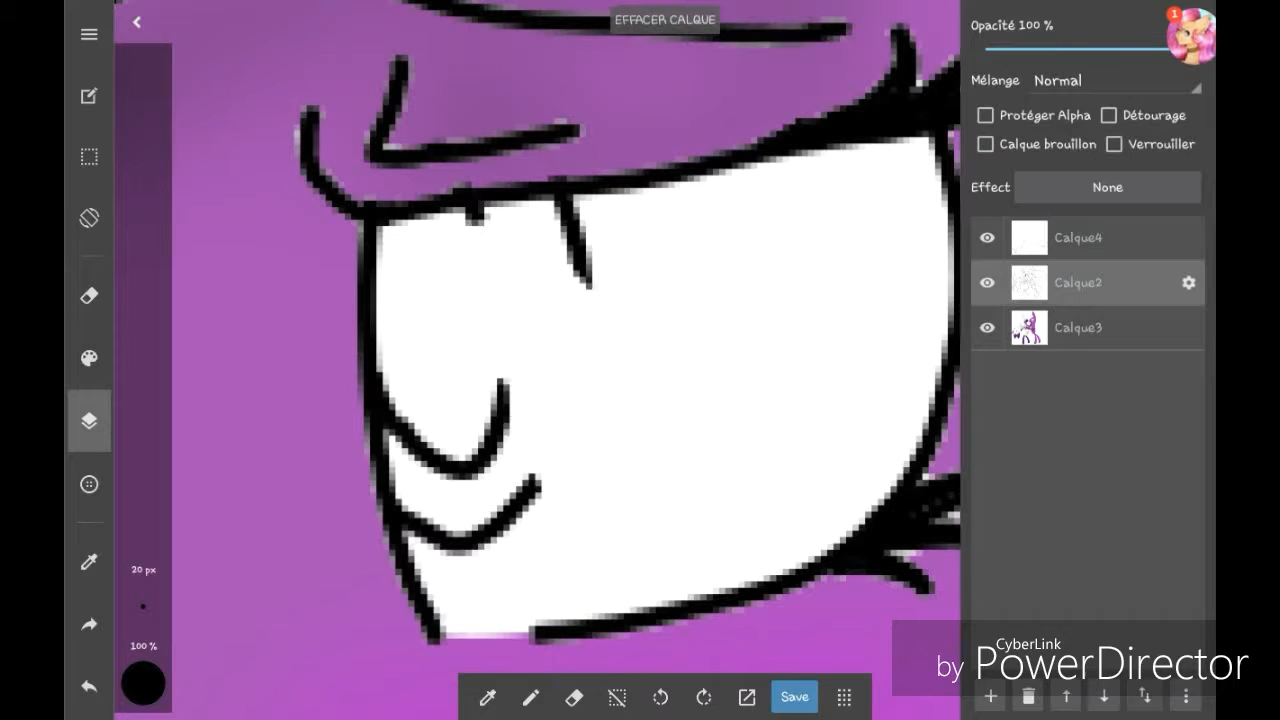 EFFACER CALQUE
Opacité 100 %
1
Mélange Normal
Protéger Alpha Détourage
Calque brouillon Verrouiller
Effect None
Calque4
Calque2
Calque3
20 px
100 %
Save
CyberLink
by PowerDirector